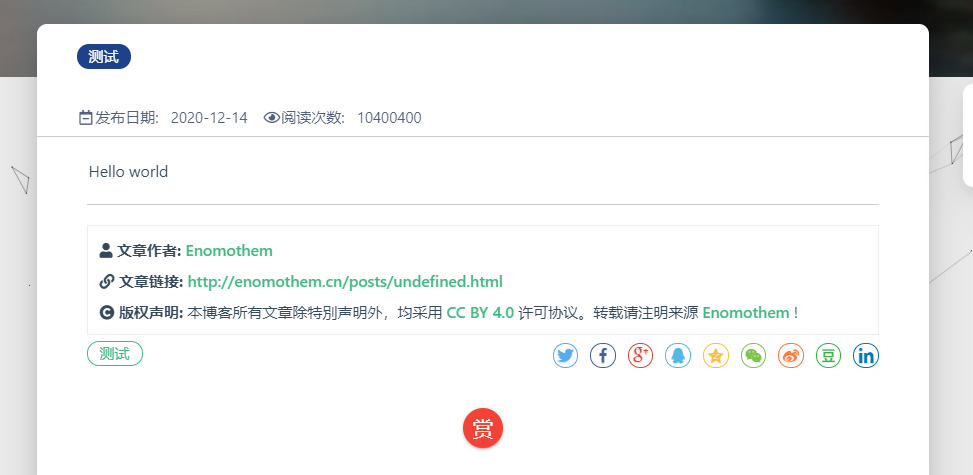 测试
发布日期: 2020-12-14 阅读次数: 10400400
Hello world
文章作者: Enomothem
文章链接: http://enomothem.cn/posts/undefined.html
版权声明: 本博客所有文章除特別声明外，均采用 CC BY 4.0 许可协议。转载请注明来源 Enomothem !
测试
赏